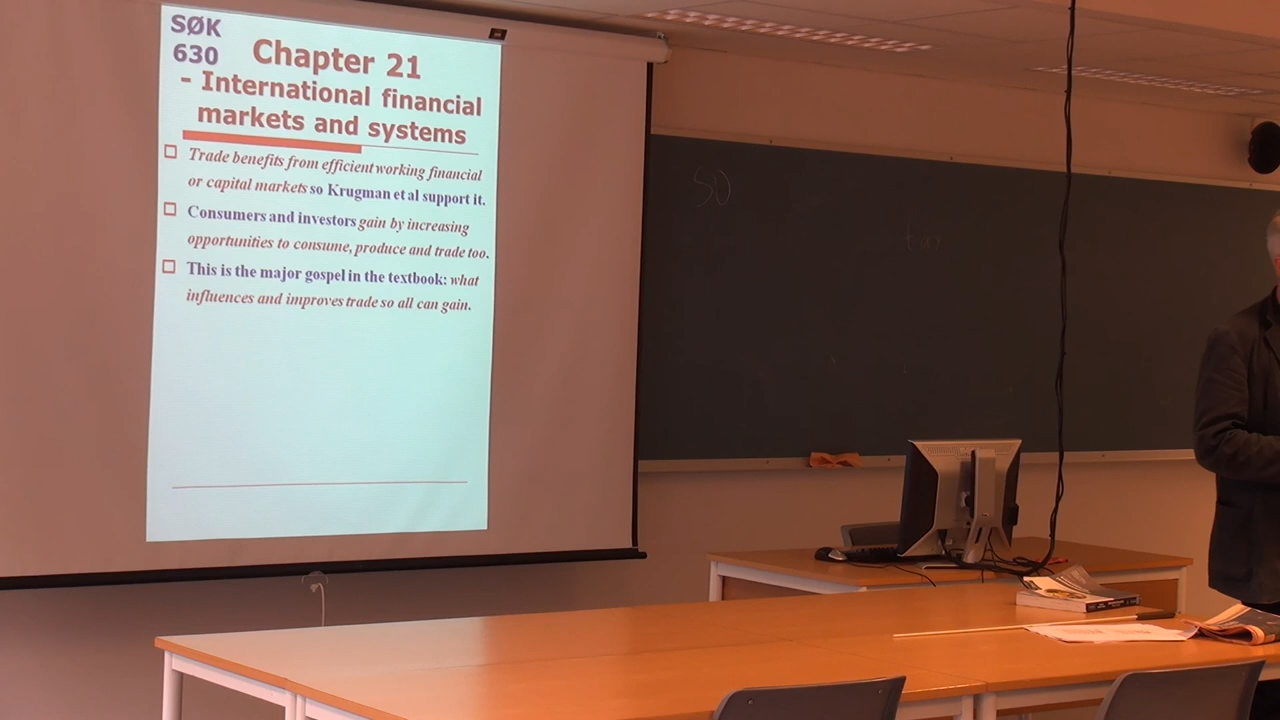 SØK
630
Chapter 21
- International financial
markets and systems
Trade benefits from efficient working financial
or capital markets so Krugman et al support it.
Consumers and investors gain by increasing
opportunities to consume, produce and trade too.
This is the major gospel in the textbook: what
influences and improves trade so all can gain.